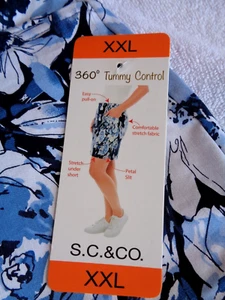 XXL
360° Tummy Control
Easy
pull-on
Comfortable
stretch fabric
Stretch
under
short
Petal
Slit
S.C.&CO.
XXL